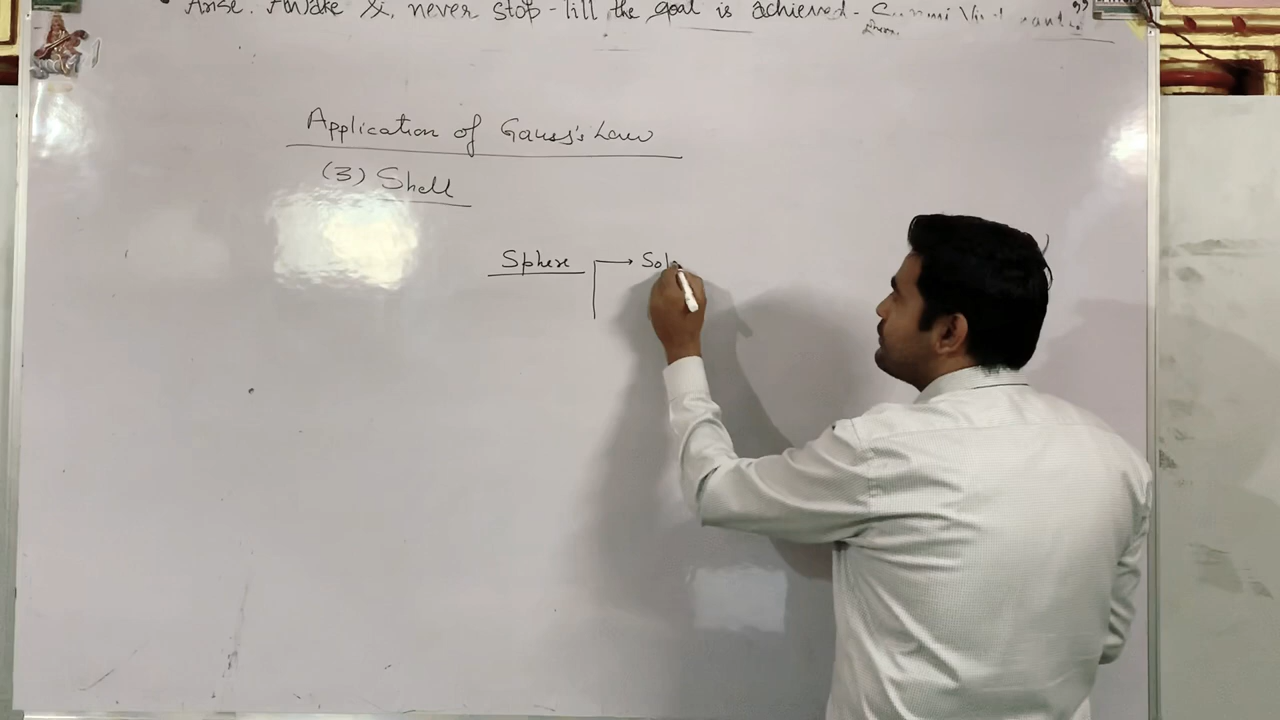 Arise. Awake &, never stop-till the goal is achieved-
Application of Gauss's Law
(3) Shell
Sphere → Sol